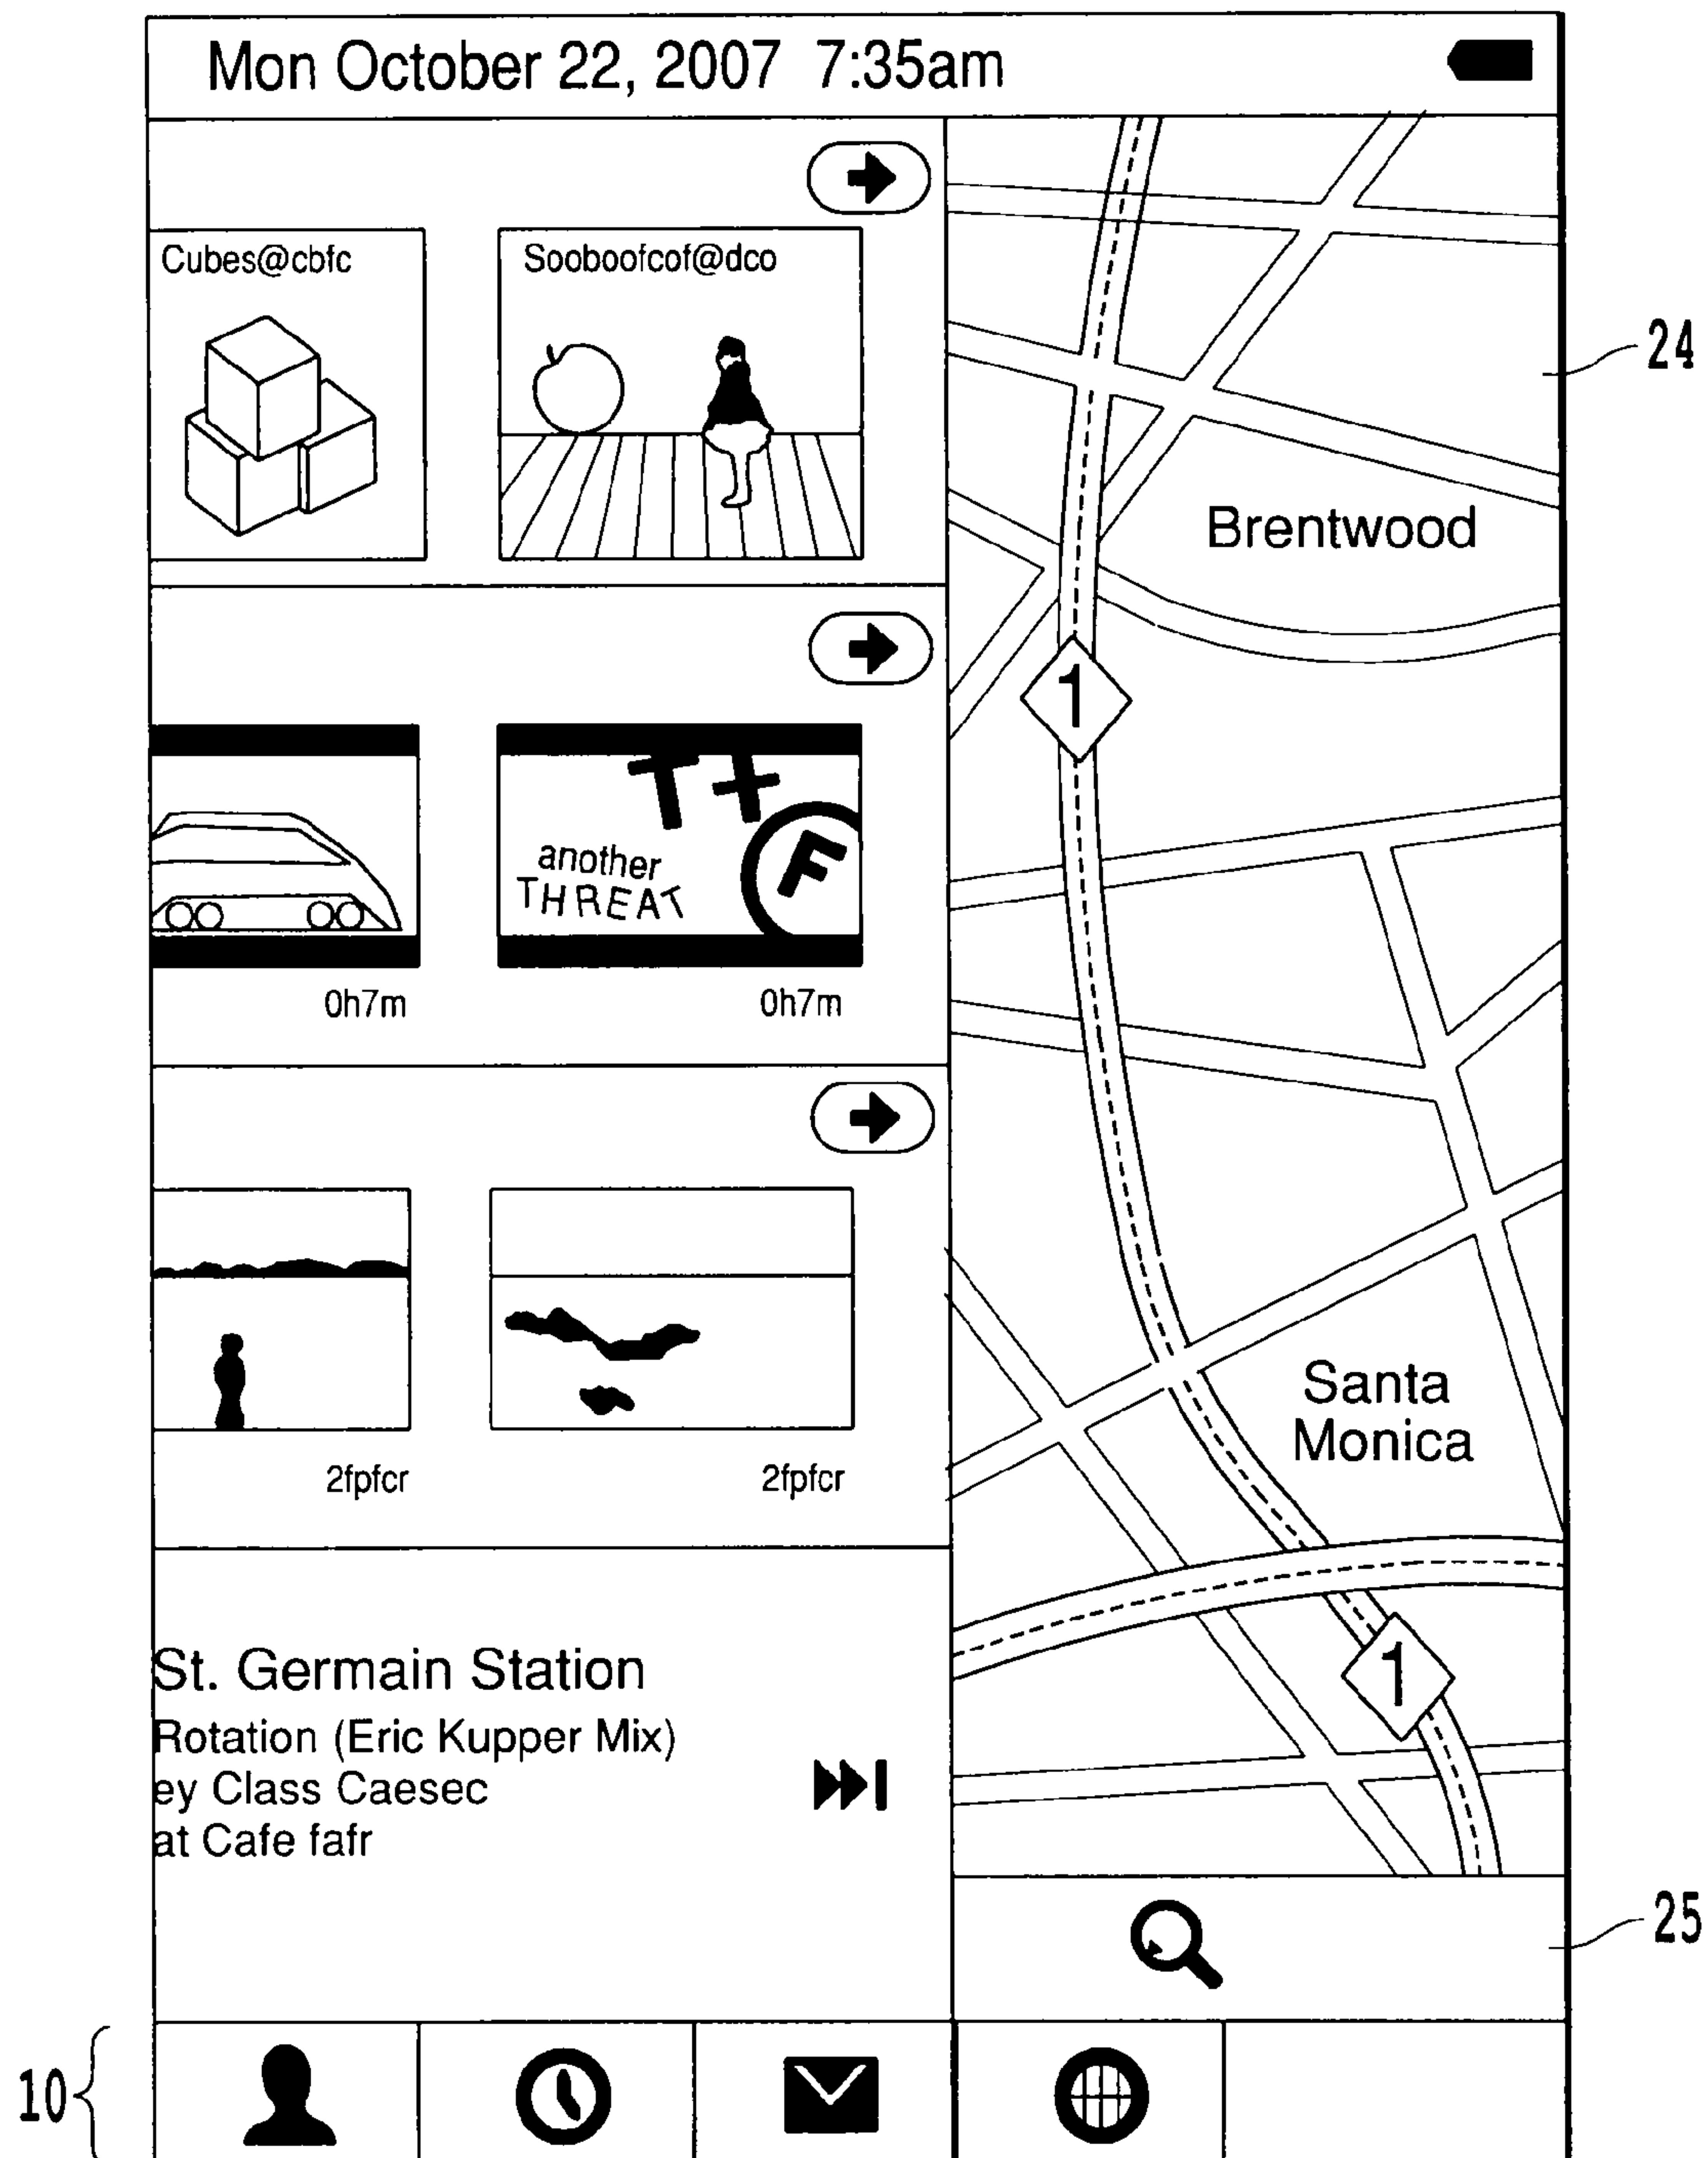 Mon October 22, 2007 7:35am
Cubes@cbfc
Sooboofcof@dco
24
Brentwood
1
T+
F
another
THREAT
0h7m
0h7m
Santa
Monica
2fpfcr
2fpfcr
St. Germain Station
Rotation (Eric Kupper Mix)
ey Class Caesec
at Cafe fafr
1
25
10